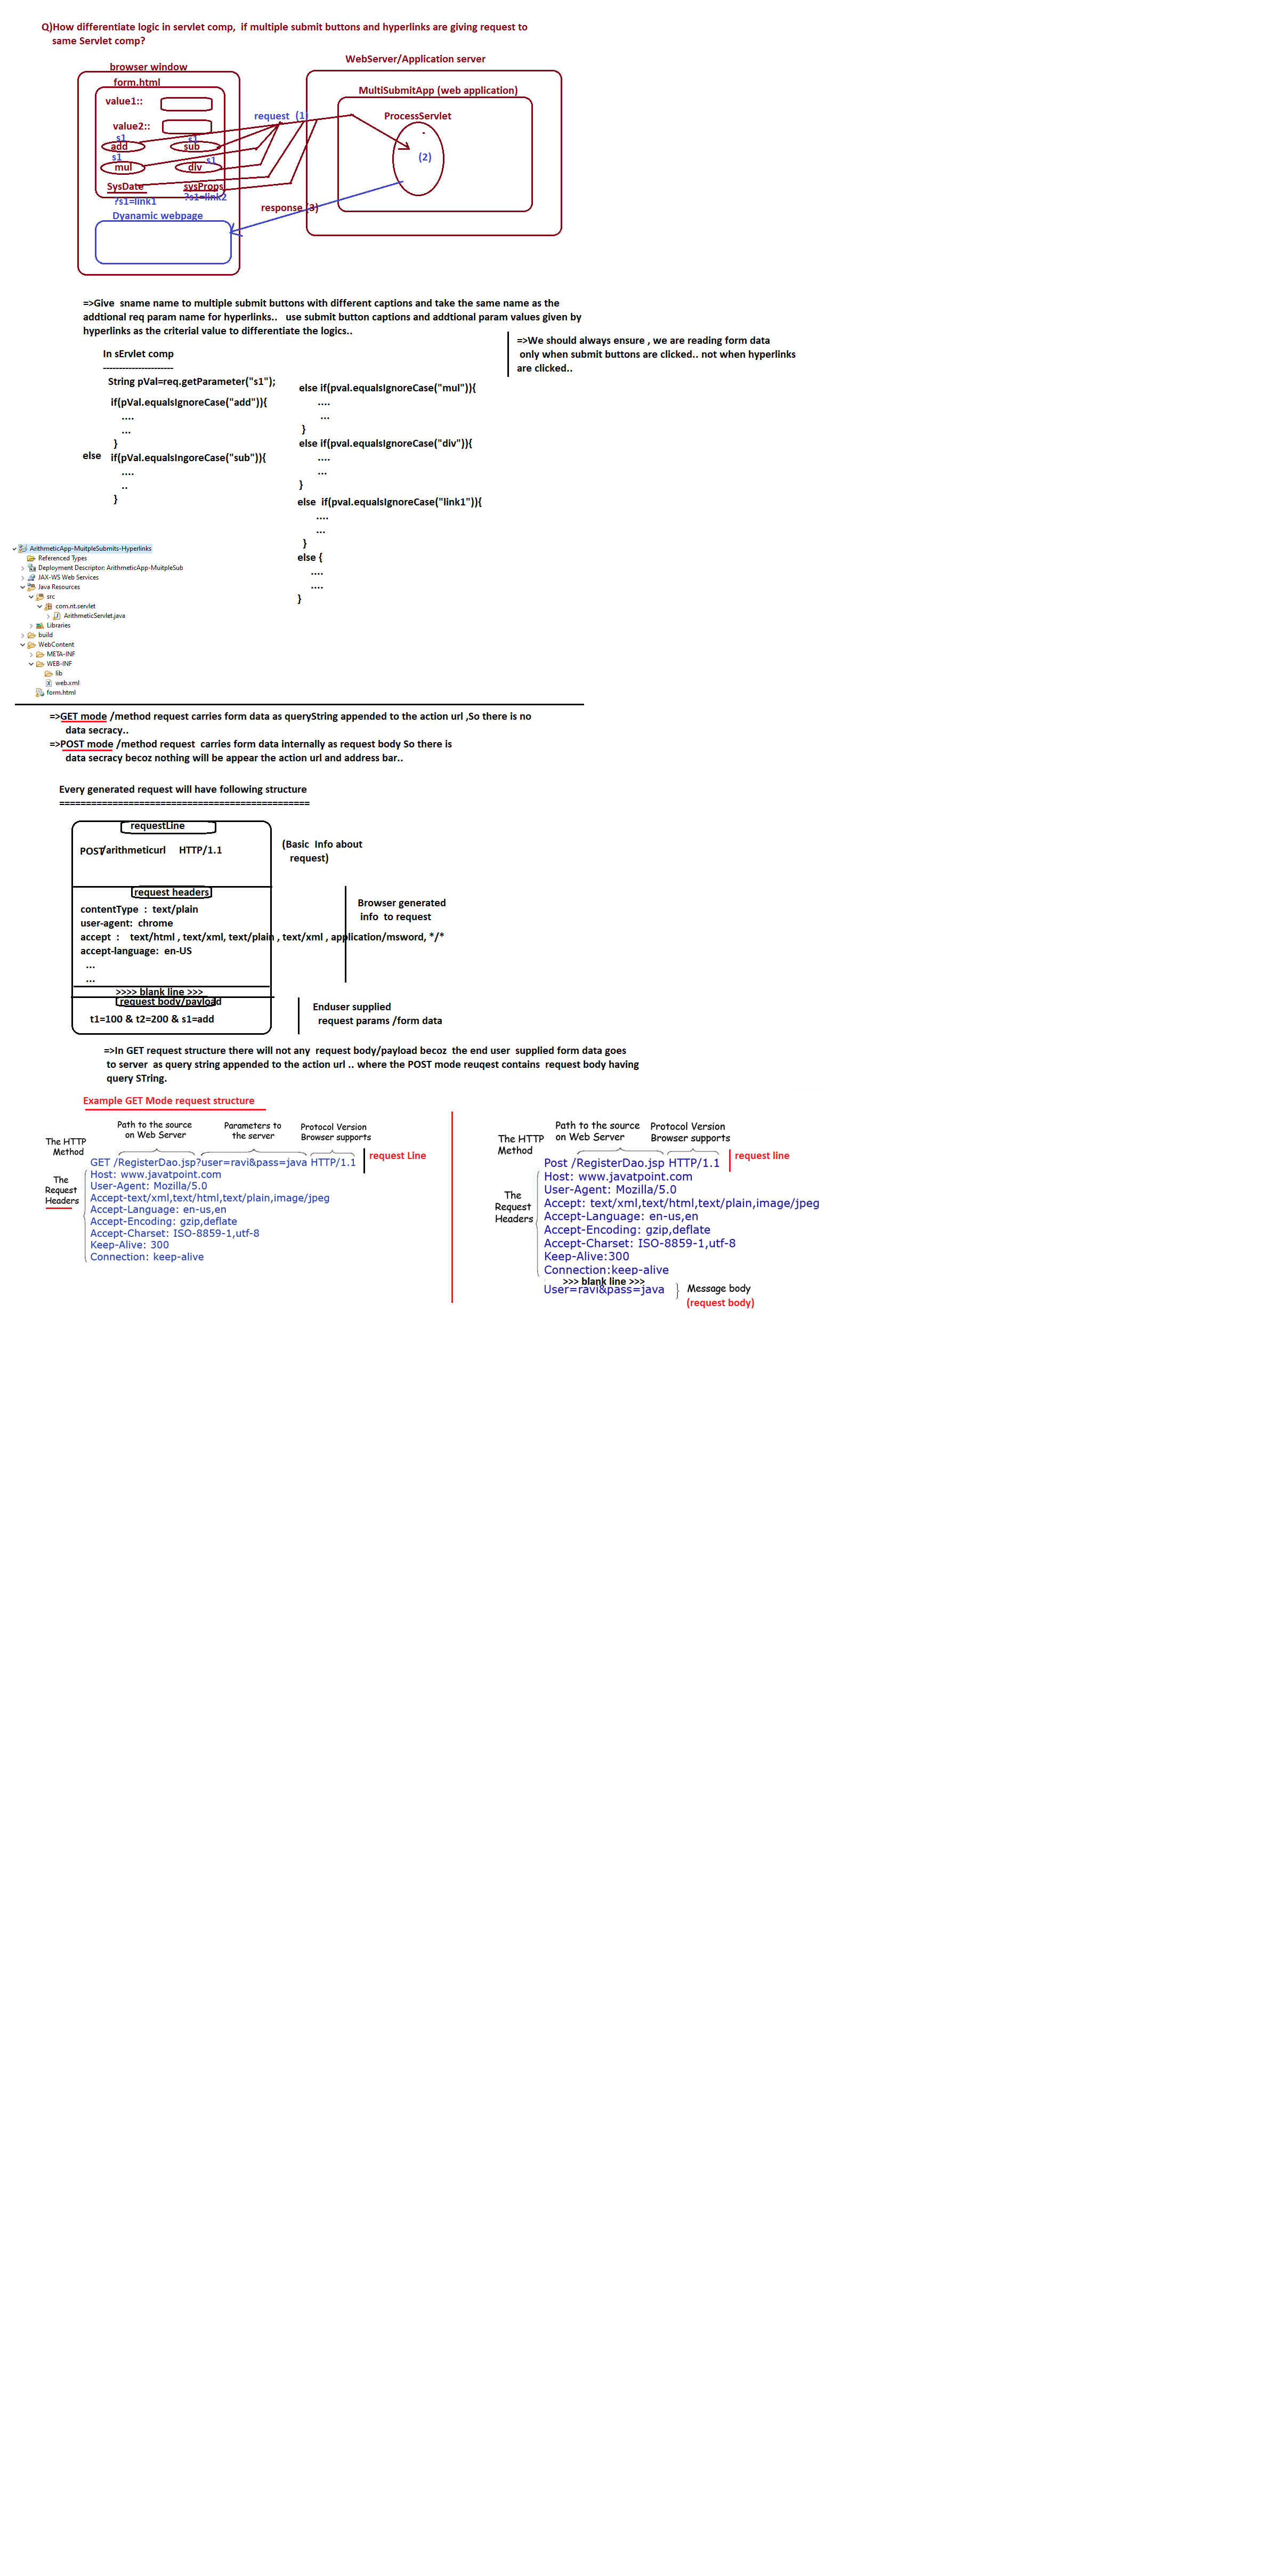 Q)How differentiate logic in servlet comp,  if multiple submit buttons and hyperlinks are giving request to
same Servlet comp?
WebServer/Application server
browser window
form.html
MultiSubmitApp (web application)
value1::
request  (1)
ProcessServlet
value2::
s1
s1
add
sub
s1
s1
(2)
mul
div
SysDate
sysProps
?s1=link1
?s1=link2
response (3)
Dyanamic webpage
=>Give  sname name to multiple submit buttons with different captions and take the same name as the
addtional req param name for hyperlinks..   use submit button captions and addtional param values given by
hyperlinks as the criterial value to differentiate the logics..
=>We should always ensure , we are reading form data
only when submit buttons are clicked.. not when hyperlinks
are clicked..
In sErvlet comp
----------------------
String pVal=req.getParameter("s1");
if(pVal.equalsIgnoreCase("add")){
....
...
}
else   if(pVal.equalsIngoreCase("sub")){
....
..
}
else if(pval.equalsIgnoreCase("mul")){
....
...
}
else if(pval.equalsIgnoreCase("div")){
....
...
}
else  if(pval.equalsIgnoreCase("link1")){
....
...
}
else {
....
....
}
ArithmeticApp-MuitpleSubmits-Hyperlinks
Referenced Types
Deployment Descriptor: ArithmeticApp-MuitpleSub
JAX-WS Web Services
Java Resources
src
com.nt.servlet
ArithmeticServlet.java
Libraries
build
WebContent
META-INF
WEB-INF
lib
web.xml
form.html
=>GET mode /method request carries form data as queryString appended to the action url ,So there is no
data secracy..
=>POST mode /method request  carries form data internally as request body So there is
data secracy becoz nothing will be appear the action url and address bar..
Every generated request will have following structure
===============================================
requestLine
POST/arithmeticurl     HTTP/1.1
(Basic  Info about
request)
request headers
contentType  :  text/plain
user-agent:  chrome
accept  :    text/html , text/xml, text/plain , text/xml , application/msword, */*
accept-language:  en-US
...
...
Browser generated
info  to request
>>>> blank line >>>
request body/payload
t1=100 & t2=200 & s1=add
Enduser supplied
request params /form data
=>In GET request structure there will not any  request body/payload becoz  the end user  supplied form data goes
to server  as query string appended to the action url .. where the POST mode reuqest contains  request body having
query STring.
Example GET Mode request structure
The HTTP
Method
Path to the source
on Web Server
Parameters to
the server
Protocol Version
Browser supports
GET /RegisterDao.jsp?user=ravi&pass=java HTTP/1.1
request Line
The
Request
Headers
Host: www.javatpoint.com
User-Agent: Mozilla/5.0
Accept-text/xml,text/html,text/plain,image/jpeg
Accept-Language: en-us,en
Accept-Encoding: gzip,deflate
Accept-Charset: ISO-8859-1,utf-8
Keep-Alive: 300
Connection: keep-alive
The HTTP
Method
Path to the source
on Web Server
Protocol Version
Browser supports
Post /RegisterDao.jsp HTTP/1.1
request line
The
Request
Headers
Host: www.javatpoint.com
User-Agent: Mozilla/5.0
Accept: text/xml,text/html,text/plain,image/jpeg
Accept-Language: en-us,en
Accept-Encoding: gzip,deflate
Accept-Charset: ISO-8859-1,utf-8
Keep-Alive:300
Connection:keep-alive
>>> blank line >>>
User=ravi&pass=java
Message body
(request body)